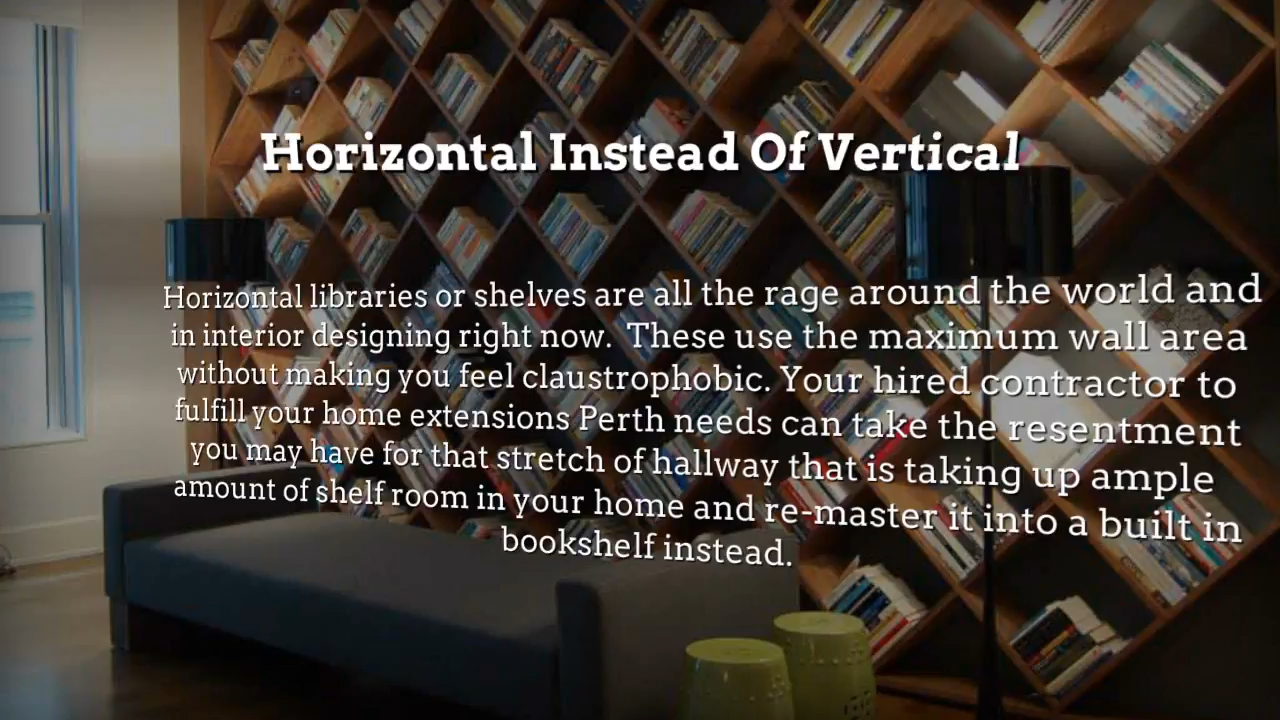 Horizontal Instead Of Vertical
Horizontal libraries or shelves are all the rage around the world and
in interior designing right now. These use the maximum wall area
without making you feel claustrophobic. Your hired contractor to
fulfill your home extensions Perth needs can take the resentment
you may have for that stretch of hallway that is taking up ample
amount of shelf room in your home and re-master it into a built in
bookshelf instead.